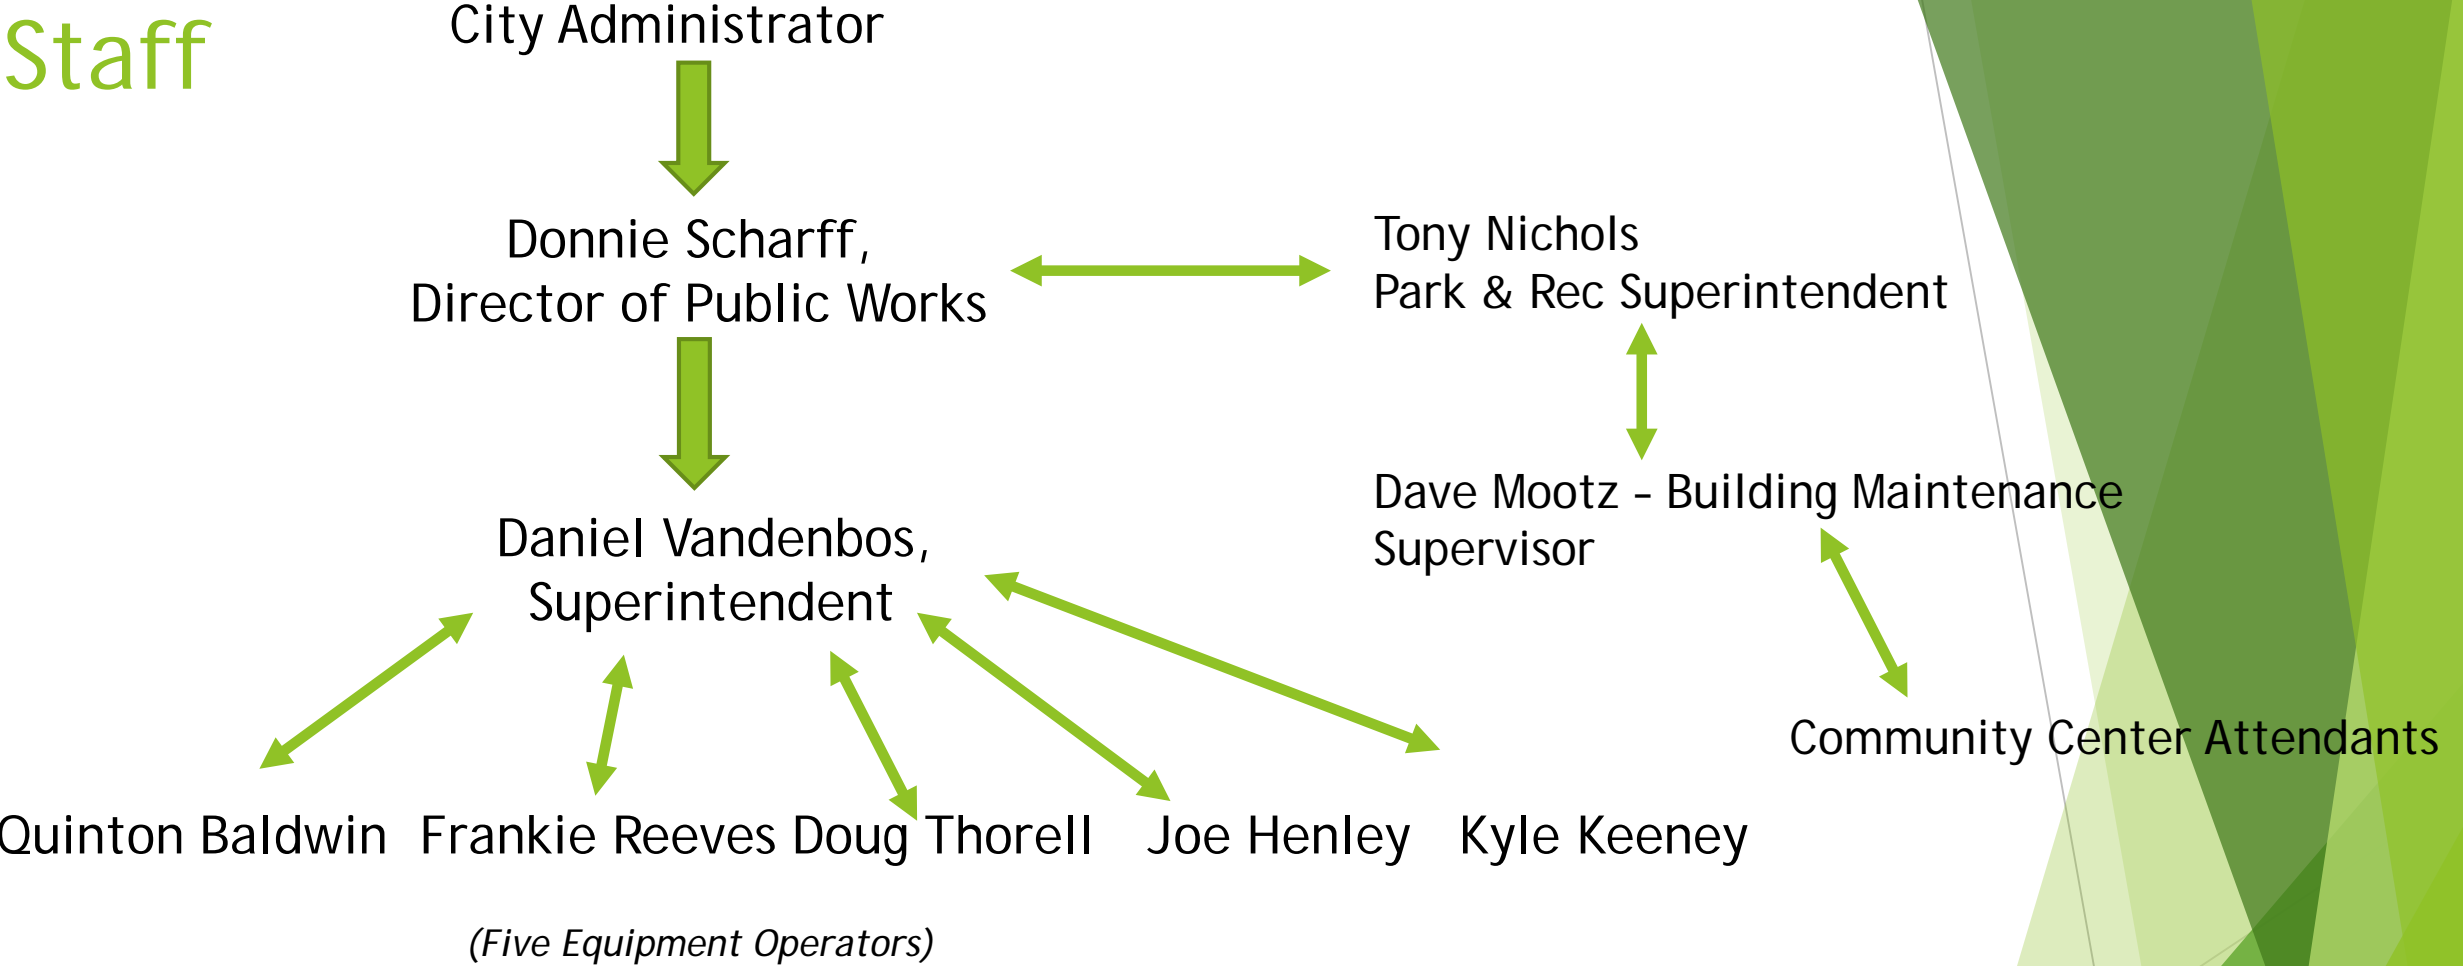 Staff
City Administrator
Donnie Scharff,
Director of Public Works
Tony Nichols
Park & Rec Superintendent
Daniel Vandenbos,
Superintendent
Dave Mootz – Building Maintenance
Supervisor
Community Center Attendants
Quinton Baldwin Frankie Reeves Doug Thorell Joe Henley Kyle Keeney
(Five Equipment Operators)